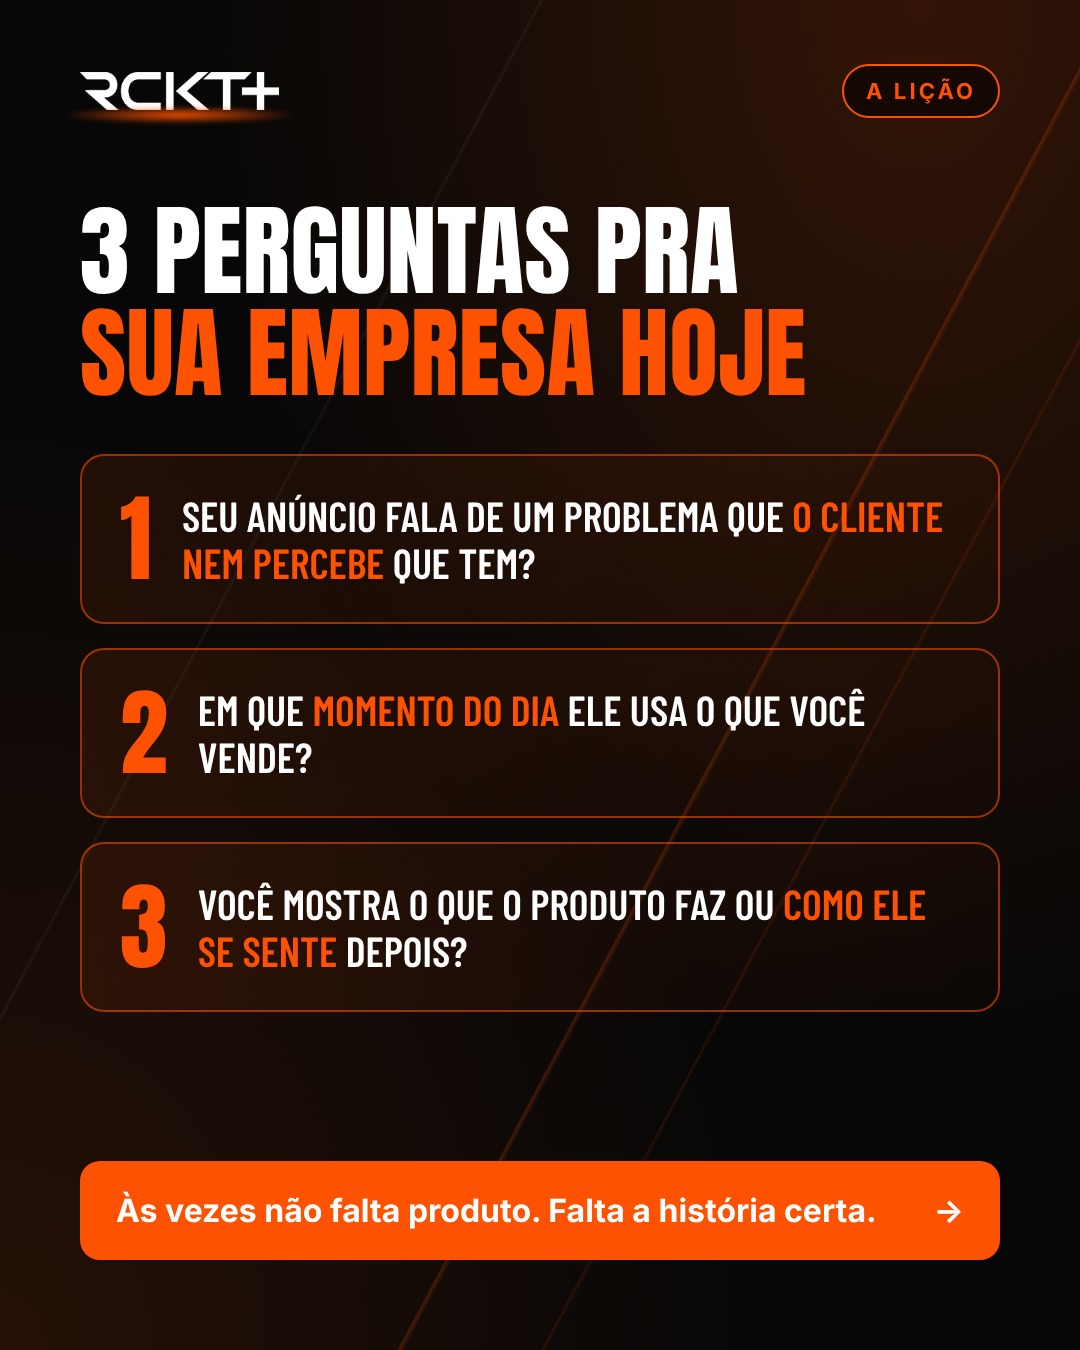 RCKT+
A LIÇÃO
3 PERGUNTAS PRA
SUA EMPRESA HOJE
1
SEU ANÚNCIO FALA DE UM PROBLEMA QUE O CLIENTE
NEM PERCEBE QUE TEM?
2
EM QUE MOMENTO DO DIA ELE USA O QUE VOCÊ
VENDE?
3
VOCÊ MOSTRA O QUE O PRODUTO FAZ OU COMO ELE
SE SENTE DEPOIS?
Às vezes não falta produto. Falta a história certa. →